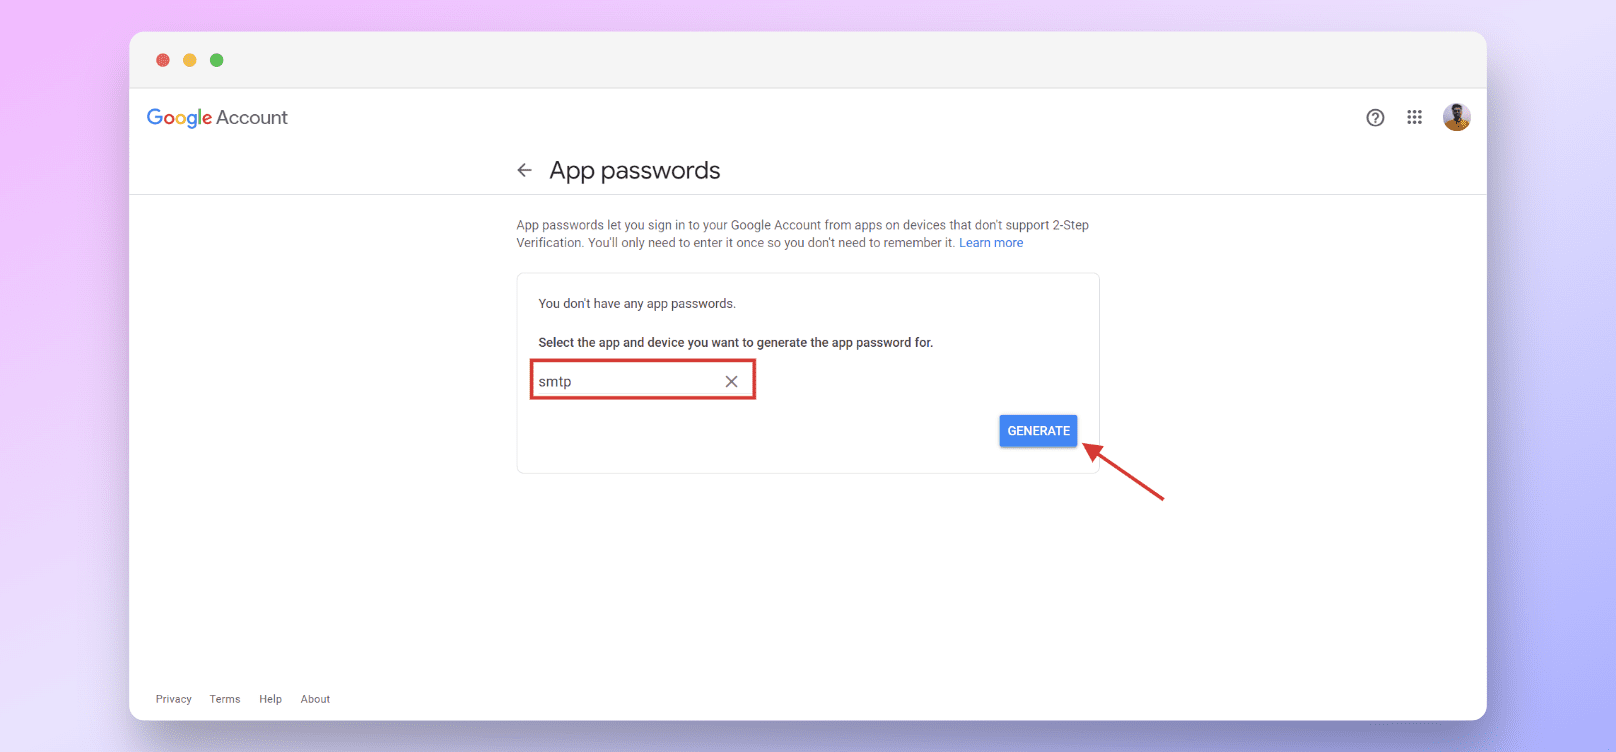 Google Account
App passwords
App passwords let you sign in to your Google Account from apps on devices that don't support 2-Step
Verification. You'll only need to enter it once so you don't need to remember it. Learn more
You don't have any app passwords.
Select the app and device you want to generate the app password for.
smtp
GENERATE
Privacy Terms Help About